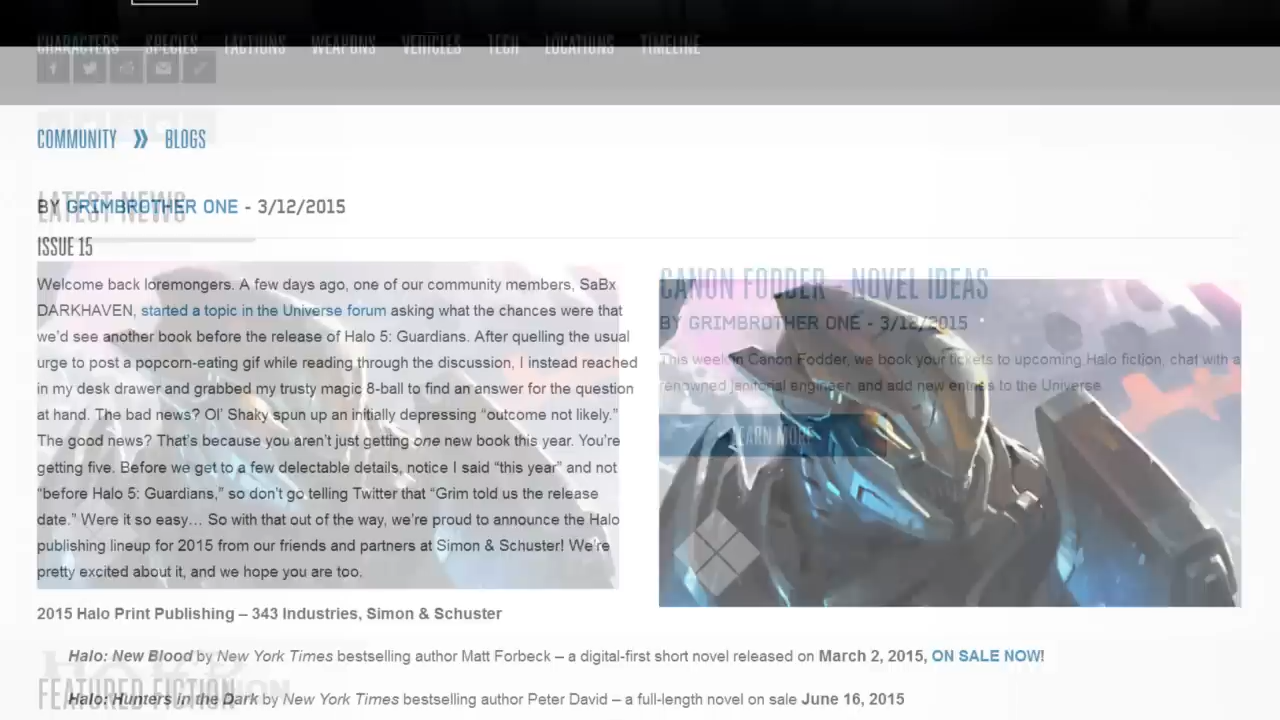 CHARACTERS SPECIES FACTIONS WEAPONS VEHICLES TECH LOCATIONS TIMELINE
COMMUNITY » BLOGS
LATEST NEWS
BY GRIMBROTHER ONE - 3/12/2015
ISSUE 15
Welcome back loremongers. A few days ago, one of our community members, SaBx
DARKHAVEN, started a topic in the Universe forum asking what the chances were that
we'd see another book before the release of Halo 5: Guardians. After quelling the usual
urge to post a popcorn-eating gif while reading through the discussion, I instead reached
in my desk drawer and grabbed my trusty magic 8-ball to find an answer for the question
at hand. The bad news? Ol' Shaky spun up an initially depressing “outcome not likely.”
The good news? That's because you aren't just getting one new book this year. You're
getting five. Before we get to a few delectable details, notice I said “this year” and not
“before Halo 5: Guardians,” so don't go telling Twitter that “Grim told us the release
date.” Were it so easy… So with that out of the way, we're proud to announce the Halo
publishing lineup for 2015 from our friends and partners at Simon & Schuster! We're
pretty excited about it, and we hope you are too.
CANON FODDER - NOVEL IDEAS
BY GRIMBROTHER ONE - 3/12/2015
This week in Canon Fodder, we book your tickets to upcoming Halo fiction, chat with a
renowned janitorial engineer, and add new entries to the Universe
LEARN MORE
2015 Halo Print Publishing – 343 Industries, Simon & Schuster
Halo: New Blood by New York Times bestselling author Matt Forbeck – a digital-first short novel released on March 2, 2015, ON SALE NOW!
FEATURED FICTION
Halo: Hunters in the Dark by New York Times bestselling author Peter David – a full-length novel on sale June 16, 2015